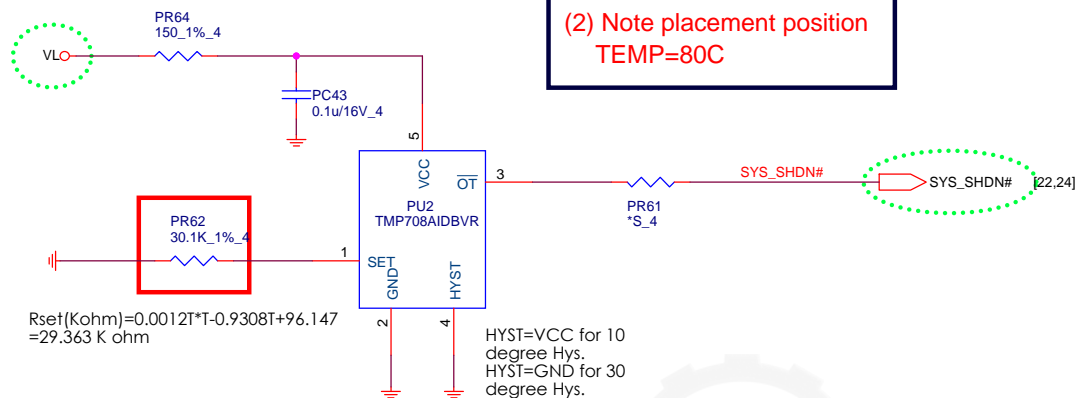 (2) Note placement position
TEMP=80C
PR64
150_1%_4
VL
PC43
0.1u/16V_4
5
VCC
OT
3
SYS_SHDN#
SYS_SHDN#
[22,24]
PU2
TMP708AIDBVR
PR61
*S_4
PR62
30.1K_1%_4
1
SET
GND
HYST
2
4
Rset(Kohm)=0.0012T*T-0.9308T+96.147
=29.363 K ohm
HYST=VCC for 10
degree Hys.
HYST=GND for 30
degree Hys.